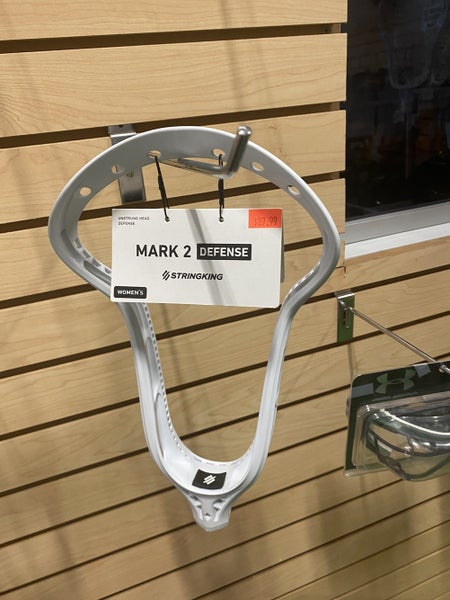 UNSTRUNG HEAD
DEFENSE
MARK 2 DEFENSE
STRINGKING
WOMEN'S